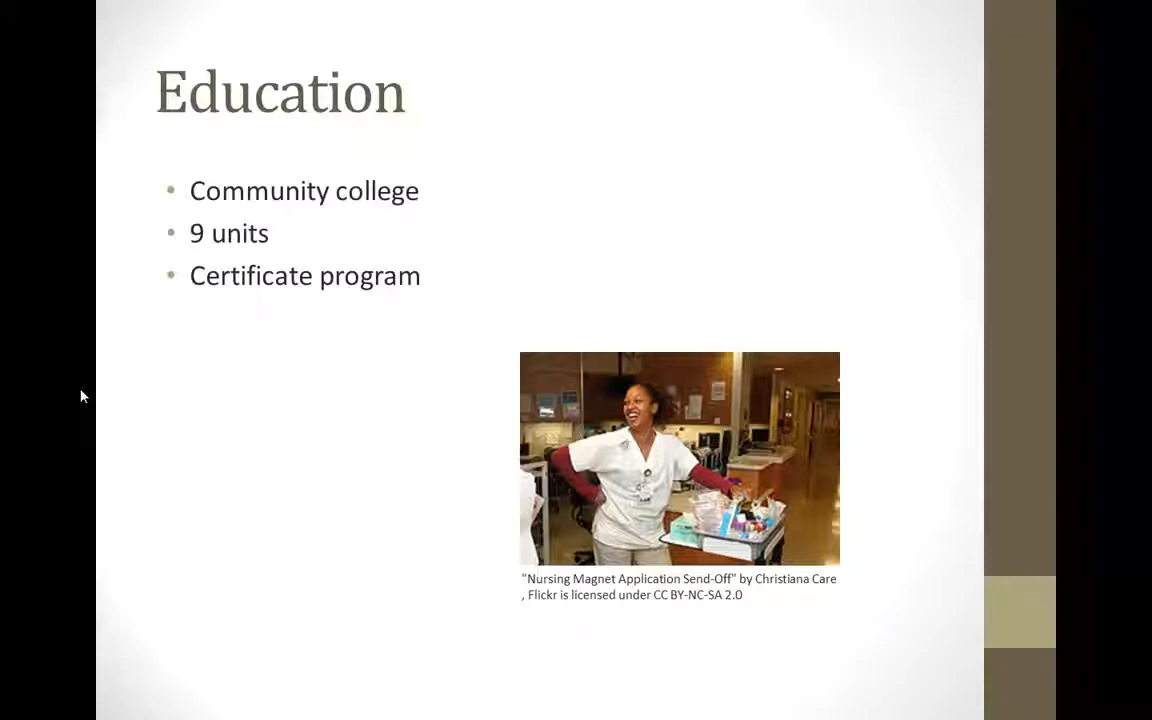 Education
• Community college
• 9 units
• Certificate program
"Nursing Magnet Application Send-Off" by Christiana Care
, Flickr is licensed under CC BY-NC-SA 2.0